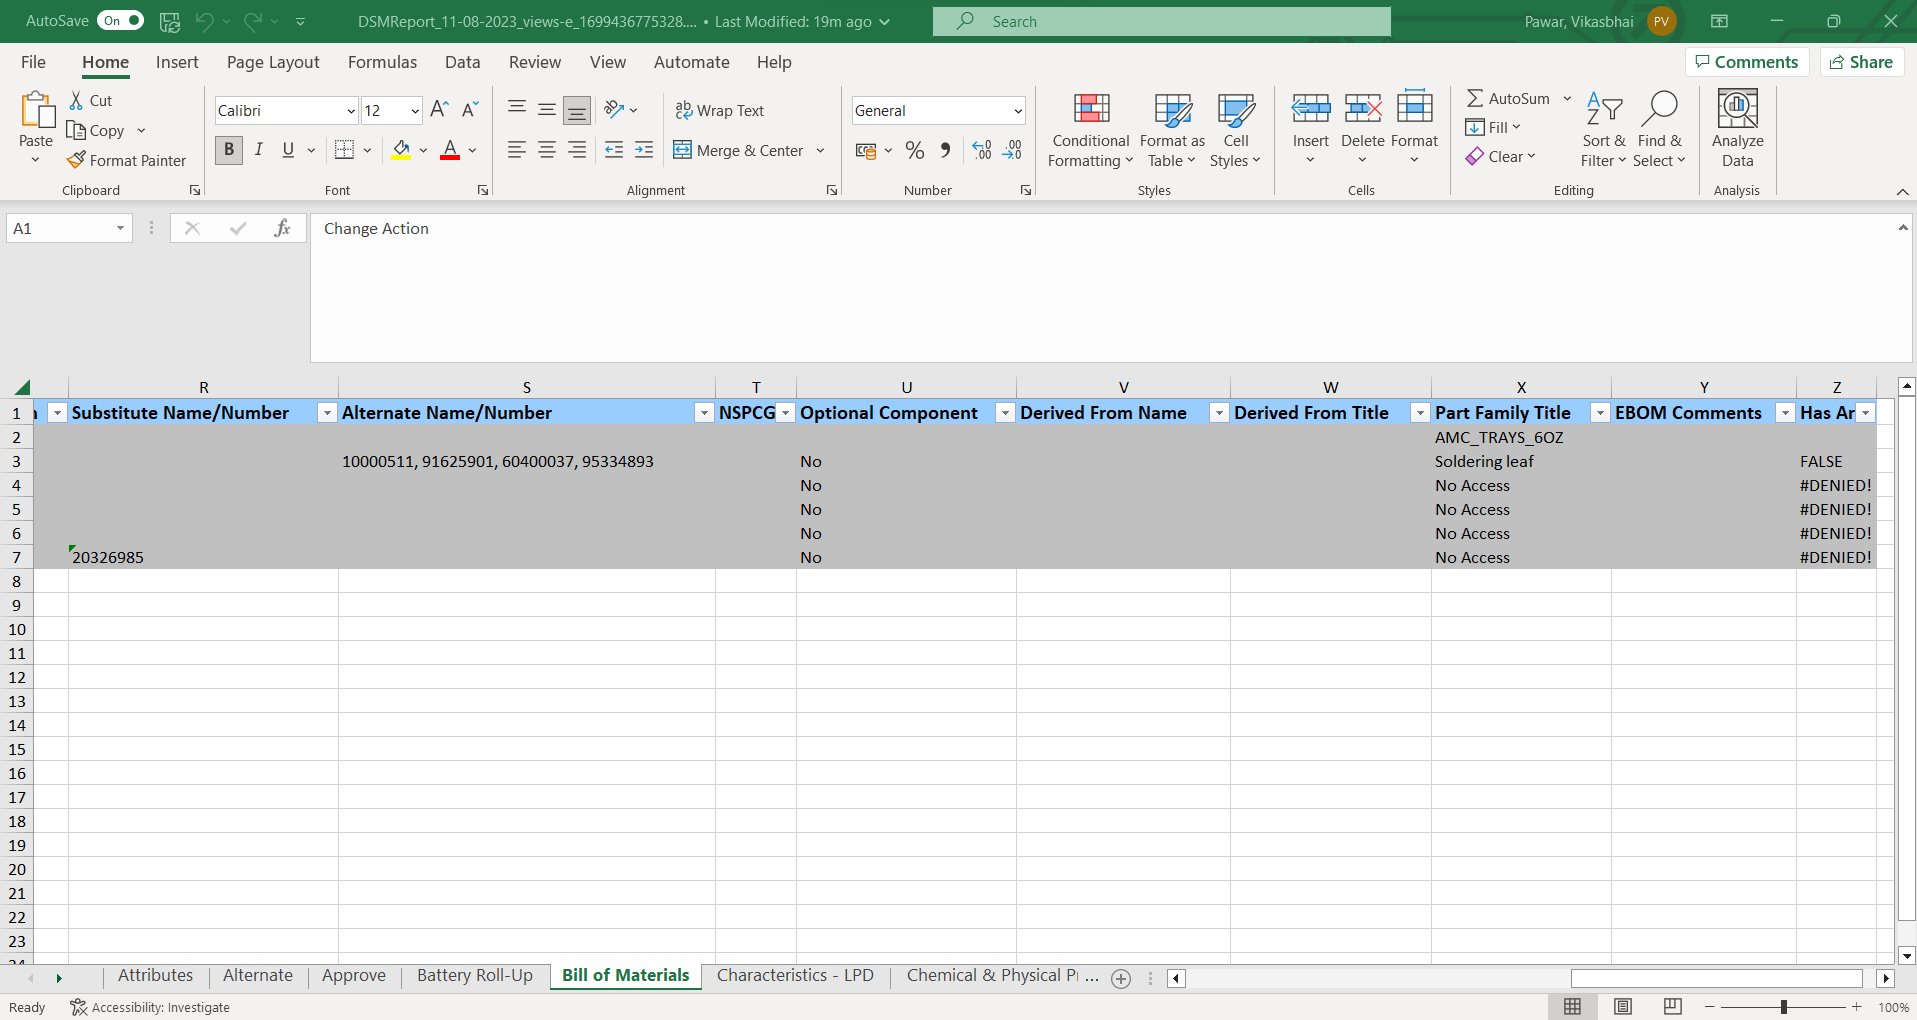 AutoSave On DSMReport_11-08-2023_views-e_1699436775328.... • Last Modified: 19m ago Search Pawar, Vikasbhai PV
File Home Insert Page Layout Formulas Data Review View Automate Help Comments Share
Paste
Cut
Copy
Format Painter
Clipboard
Calibri 12
B I U
Font
Wrap Text
Merge & Center
Alignment
General
Number
Conditional Formatting
Format as Table
Cell Styles
Styles
Insert Delete Format
Cells
AutoSum
Fill
Clear
Sort & Filter
Find & Select
Editing
Analyze Data
Analysis
A1 fx Change Action
R S T U V W X Y Z
1 Substitute Name/Number Alternate Name/Number NSPCG Optional Component Derived From Name Derived From Title Part Family Title EBOM Comments Has Ar
2 AMC_TRAYS_6OZ
3 10000511, 91625901, 60400037, 95334893 No Soldering leaf FALSE
4 No No Access #DENIED!
5 No No Access #DENIED!
6 No No Access #DENIED!
7 20326985 No No Access #DENIED!
8
9
10
11
12
13
14
15
16
17
18
19
20
21
22
23
Attributes Alternate Approve Battery Roll-Up Bill of Materials Characteristics - LPD Chemical & Physical P ...
Ready Accessibility: Investigate 100%